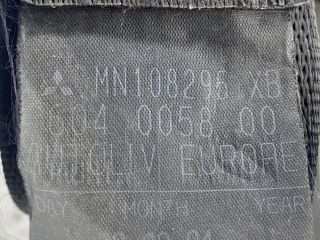 MN108296 XB
604 0058 00
AUTOLIV EUROPE
DAY MONTH YEAR